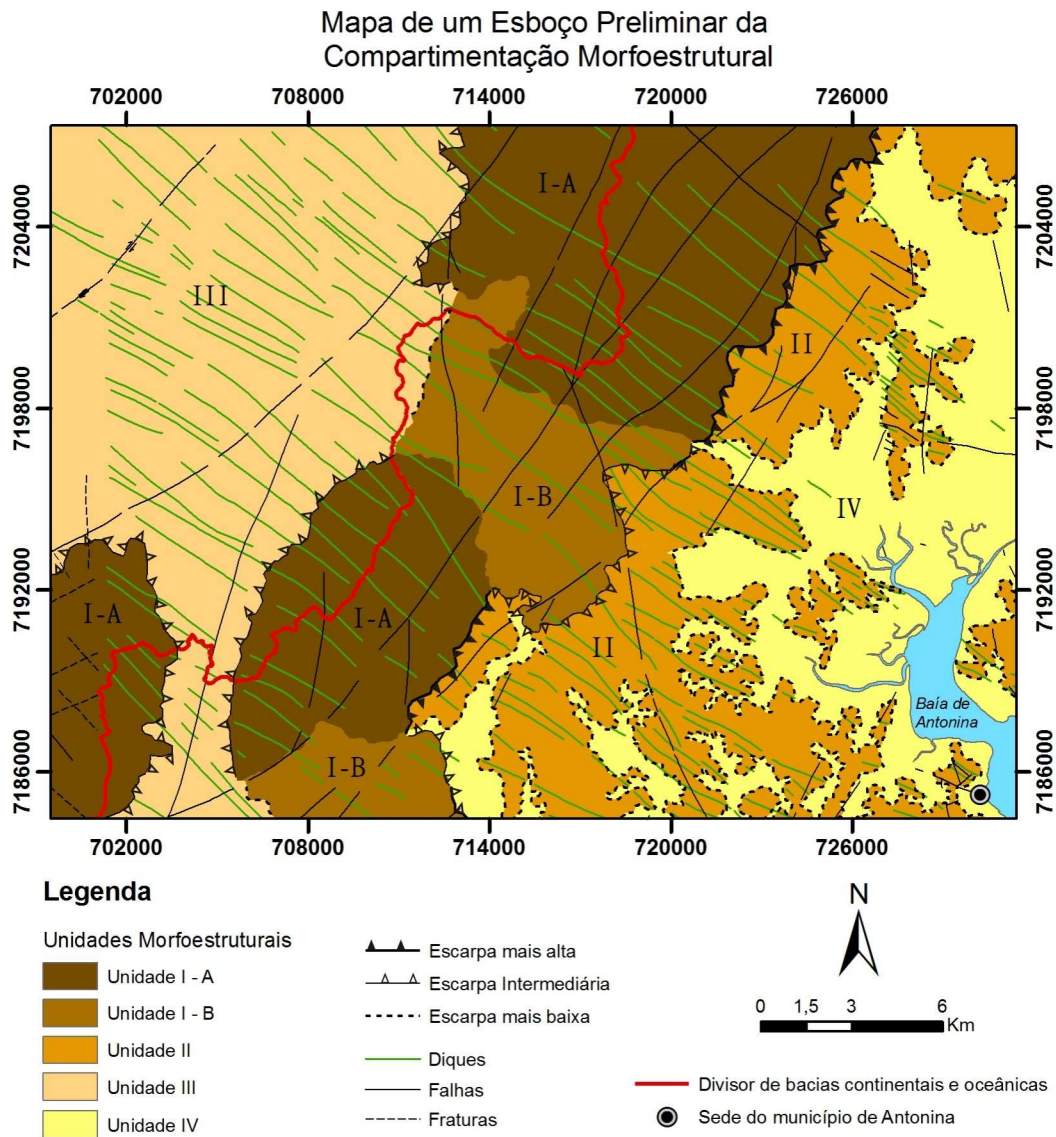 Mapa de um Esboço Preliminar da
Compartimentação Morfoestrutural
702000 708000 714000 720000 726000
7204000 7204000
7198000 7198000
7192000 7192000
7186000 7186000
I-A
III
II
I-B
IV
I-A
I-A
II
I-B
Baía de
Antonina
702000 708000 714000 720000 726000
Legenda
Unidades Morfoestruturais
Unidade I - A
Unidade I - B
Unidade II
Unidade III
Unidade IV
Escarpa mais alta
Escarpa Intermediária
Escarpa mais baixa
Diques
Falhas
Fraturas
N
0 1,5 3 6
Km
Divisor de bacias continentais e oceânicas
Sede do município de Antonina